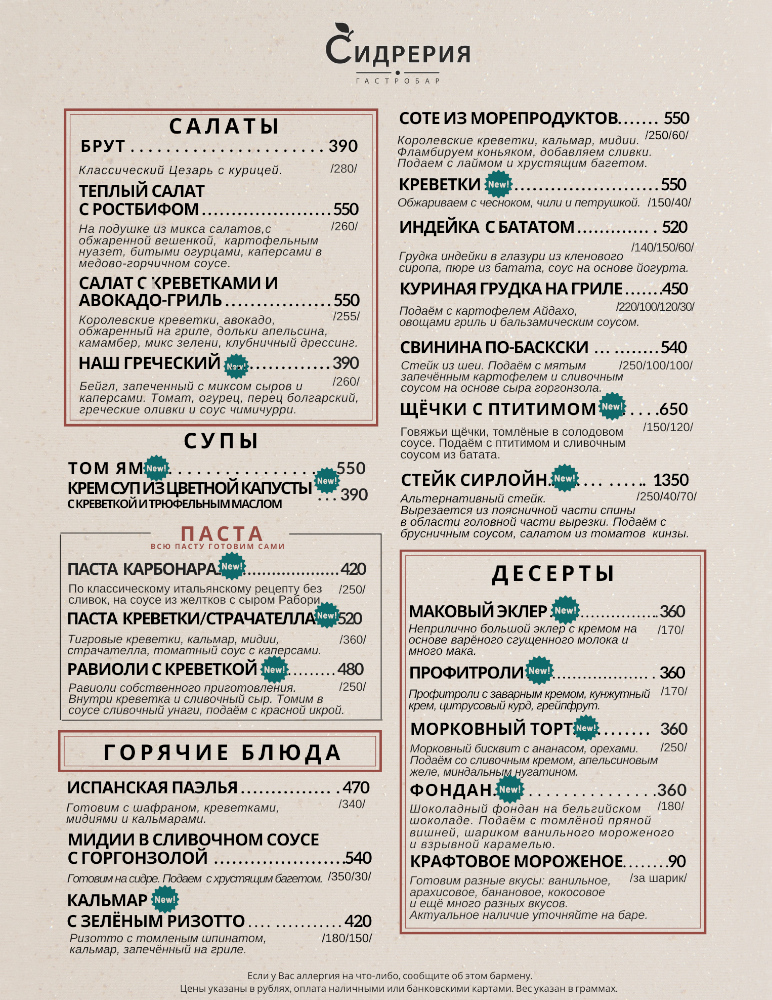 СИДРЕРИЯ
ГАСТРОБАР
САЛАТЫ
БРУТ . . . . . . . . . . . . . . . . . . . . . . 390
Классический Цезарь с курицей. /280/
ТЕПЛЫЙ САЛАТ
С РОСТБИФОМ......................550
На подушке из микса салатов,с /260/
обжаренной вешенкой, картофельным
нуазет, битыми огурцами, каперсами в
медово-горчичном соусе.
САЛАТ С КРЕВЕТКАМИ И
АВОКАДО-ГРИЛЬ...................550
Королевские креветки, авокадо, /255/
обжаренный на гриле, дольки апельсина,
камамбер, микс зелени, клубничный дрессинг.
НАШ ГРЕЧЕСКИЙ New!..............390
Бейгл, запеченный с миксом сыров и /260/
каперсами. Томат, огурец, перец болгарский,
греческие оливки и соус чимичурри.
СУПЫ
ТОМ ЯМ New! . . . . . . . . . . . . . . . . 550
КРЕМ СУП ИЗ ЦВЕТНОЙ КАПУСТЫ New!
С КРЕВЕТКОЙ И ТРЮФЕЛЬНЫМ МАСЛОМ ... 390
ПАСТА
ВСЮ ПАСТУ ГОТОВИМ САМИ
ПАСТА КАРБОНАРА New!....................420
По классическому итальянскому рецепту без /250/
сливок, на соусе из желтков с сыром Рабори.
ПАСТА КРЕВЕТКИ/СТРАЧАТЕЛЛА New! 520
Тигровые креветки, кальмар, мидии, /360/
страчателла, томатный соус с каперсами.
РАВИОЛИ С КРЕВЕТКОЙ New! ......... 480
Равиоли собственного приготовления. /250/
Внутри креветка и сливочный сыр. Томим в
соусе сливочный унаги, подаём с красной икрой.
ГОРЯЧИЕ БЛЮДА
ИСПАНСКАЯ ПАЭЛЬЯ................ . .470
Готовим с шафраном, креветками, /340/
мидиями и кальмарами.
МИДИИ В СЛИВОЧНОМ СОУСЕ
С ГОРГОНЗОЛОЙ ......................540
Готовим на сидре. Подаем с хрустящим багетом. /350/30/
КАЛЬМАР New!
С ЗЕЛЁНЫМ РИЗОТТО .... .......... 420
Ризотто с томленым шпинатом, /180/150/
кальмар, запечённый на гриле.
СОТЕ ИЗ МОРЕПРОДУКТОВ....... 550
Королевские креветки, кальмар, мидии. /250/60/
Фламбируем коньяком, добавляем сливки.
Подаем с лаймом и хрустящим багетом.
КРЕВЕТКИ New! .........................550
Обжариваем с чесноком, чили и петрушкой. /150/40/
ИНДЕЙКА С БАТАТОМ ............. . 520
/140/150/60/
Грудка индейки в глазури из кленового
сиропа, пюре из батата, соус на основе йогурта.
КУРИНАЯ ГРУДКА НА ГРИЛЕ.......450
Подаём с картофелем Айдахо, /220/100/120/30/
овощами гриль и бальзамическим соусом.
СВИНИНА ПО-БАСКСКИ ... .......540
Стейк из шеи. Подаём с мятым /250/100/100/
запечённым картофелем и сливочным
соусом на основе сыра горгонзола.
ЩЁЧКИ С ПТИТИМОМ New! . . . .650
Говяжьи щёчки, томлёные в солодовом /150/120/
соусе. Подаём с птитимом и сливочным
соусом из батата.
СТЕЙК СИРЛОЙН New!.... ..... .. 1350
Альтернативный стейк. /250/40/70/
Вырезается из поясничной части спины
в области головной части вырезки. Подаём с
брусничным соусом, салатом из томатов кинзы.
ДЕСЕРТЫ
МАКОВЫЙ ЭКЛЕР New! ............... 360
Неприлично большой эклер с кремом на /170/
основе варёного сгущенного молока и
много мака.
ПРОФИТРОЛИ New! ................. . 360
Профитроли с заварным кремом, кунжутный /170/
крем, цитрусовый курд, грейпфрут.
МОРКОВНЫЙ ТОРТ New! ....... 360
Морковный бисквит с ананасом, орехами. /250/
Подаём со сливочным кремом, апельсиновым
желе, миндальным нугатином.
ФОНДАН New! . . . . . . . . . . . . . . .360
Шоколадный фондан на бельгийском /180/
шоколаде. Подаём с томлёной пряной
вишней, шариком ванильного мороженого
и взрывной карамелью.
КРАФТОВОЕ МОРОЖЕНОЕ........90
Готовим разные вкусы: ванильное, /за шарик/
арахисовое, банановое, кокосовое
и ещё много разных вкусов.
Актуальное наличие уточняйте на баре.
Если у Вас аллергия на что-либо, сообщите об этом бармену.
Цены указаны в рублях, оплата наличными или банковскими картами. Вес указан в граммах.